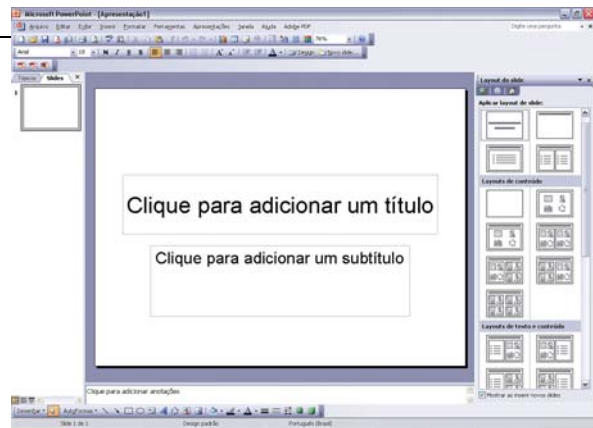 Microsoft PowerPoint - [Apresentação1]
Arquivo Editar Exibir Inserir Formatar Ferramentas Apresentações Janela Ajuda Adobe PDF
Digite uma pergunta
Arial 18 N I S
76%
Design Novo slide...
Tópicos Slides
1
Layout do slide
Aplicar layout de slide:
Clique para adicionar um título
Clique para adicionar um subtítulo
Layouts de conteúdo
Layouts de texto e conteúdo
Clique para adicionar anotações
Mostrar ao inserir novos slides
Desenhar AutoFormas
Slide 1 de 1 Design padrão Português (Brasil)